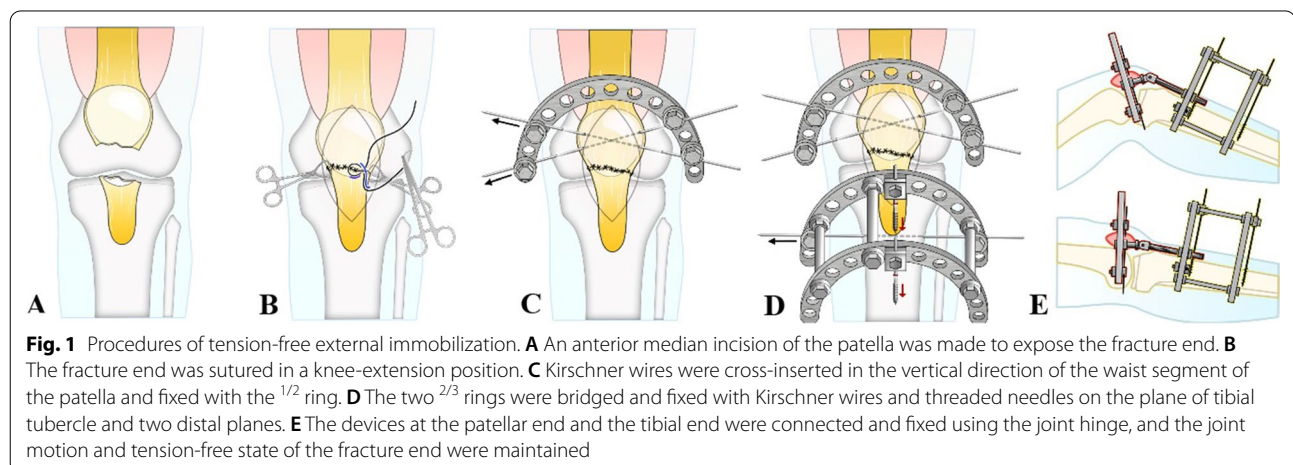 A B C D E
Fig. 1 Procedures of tension-free external immobilization. A An anterior median incision of the patella was made to expose the fracture end. B
The fracture end was sutured in a knee-extension position. C Kirschner wires were cross-inserted in the vertical direction of the waist segment of
the patella and fixed with the 1/2 ring. D The two 2/3 rings were bridged and fixed with Kirschner wires and threaded needles on the plane of tibial
tubercle and two distal planes. E The devices at the patellar end and the tibial end were connected and fixed using the joint hinge, and the joint
motion and tension-free state of the fracture end were maintained